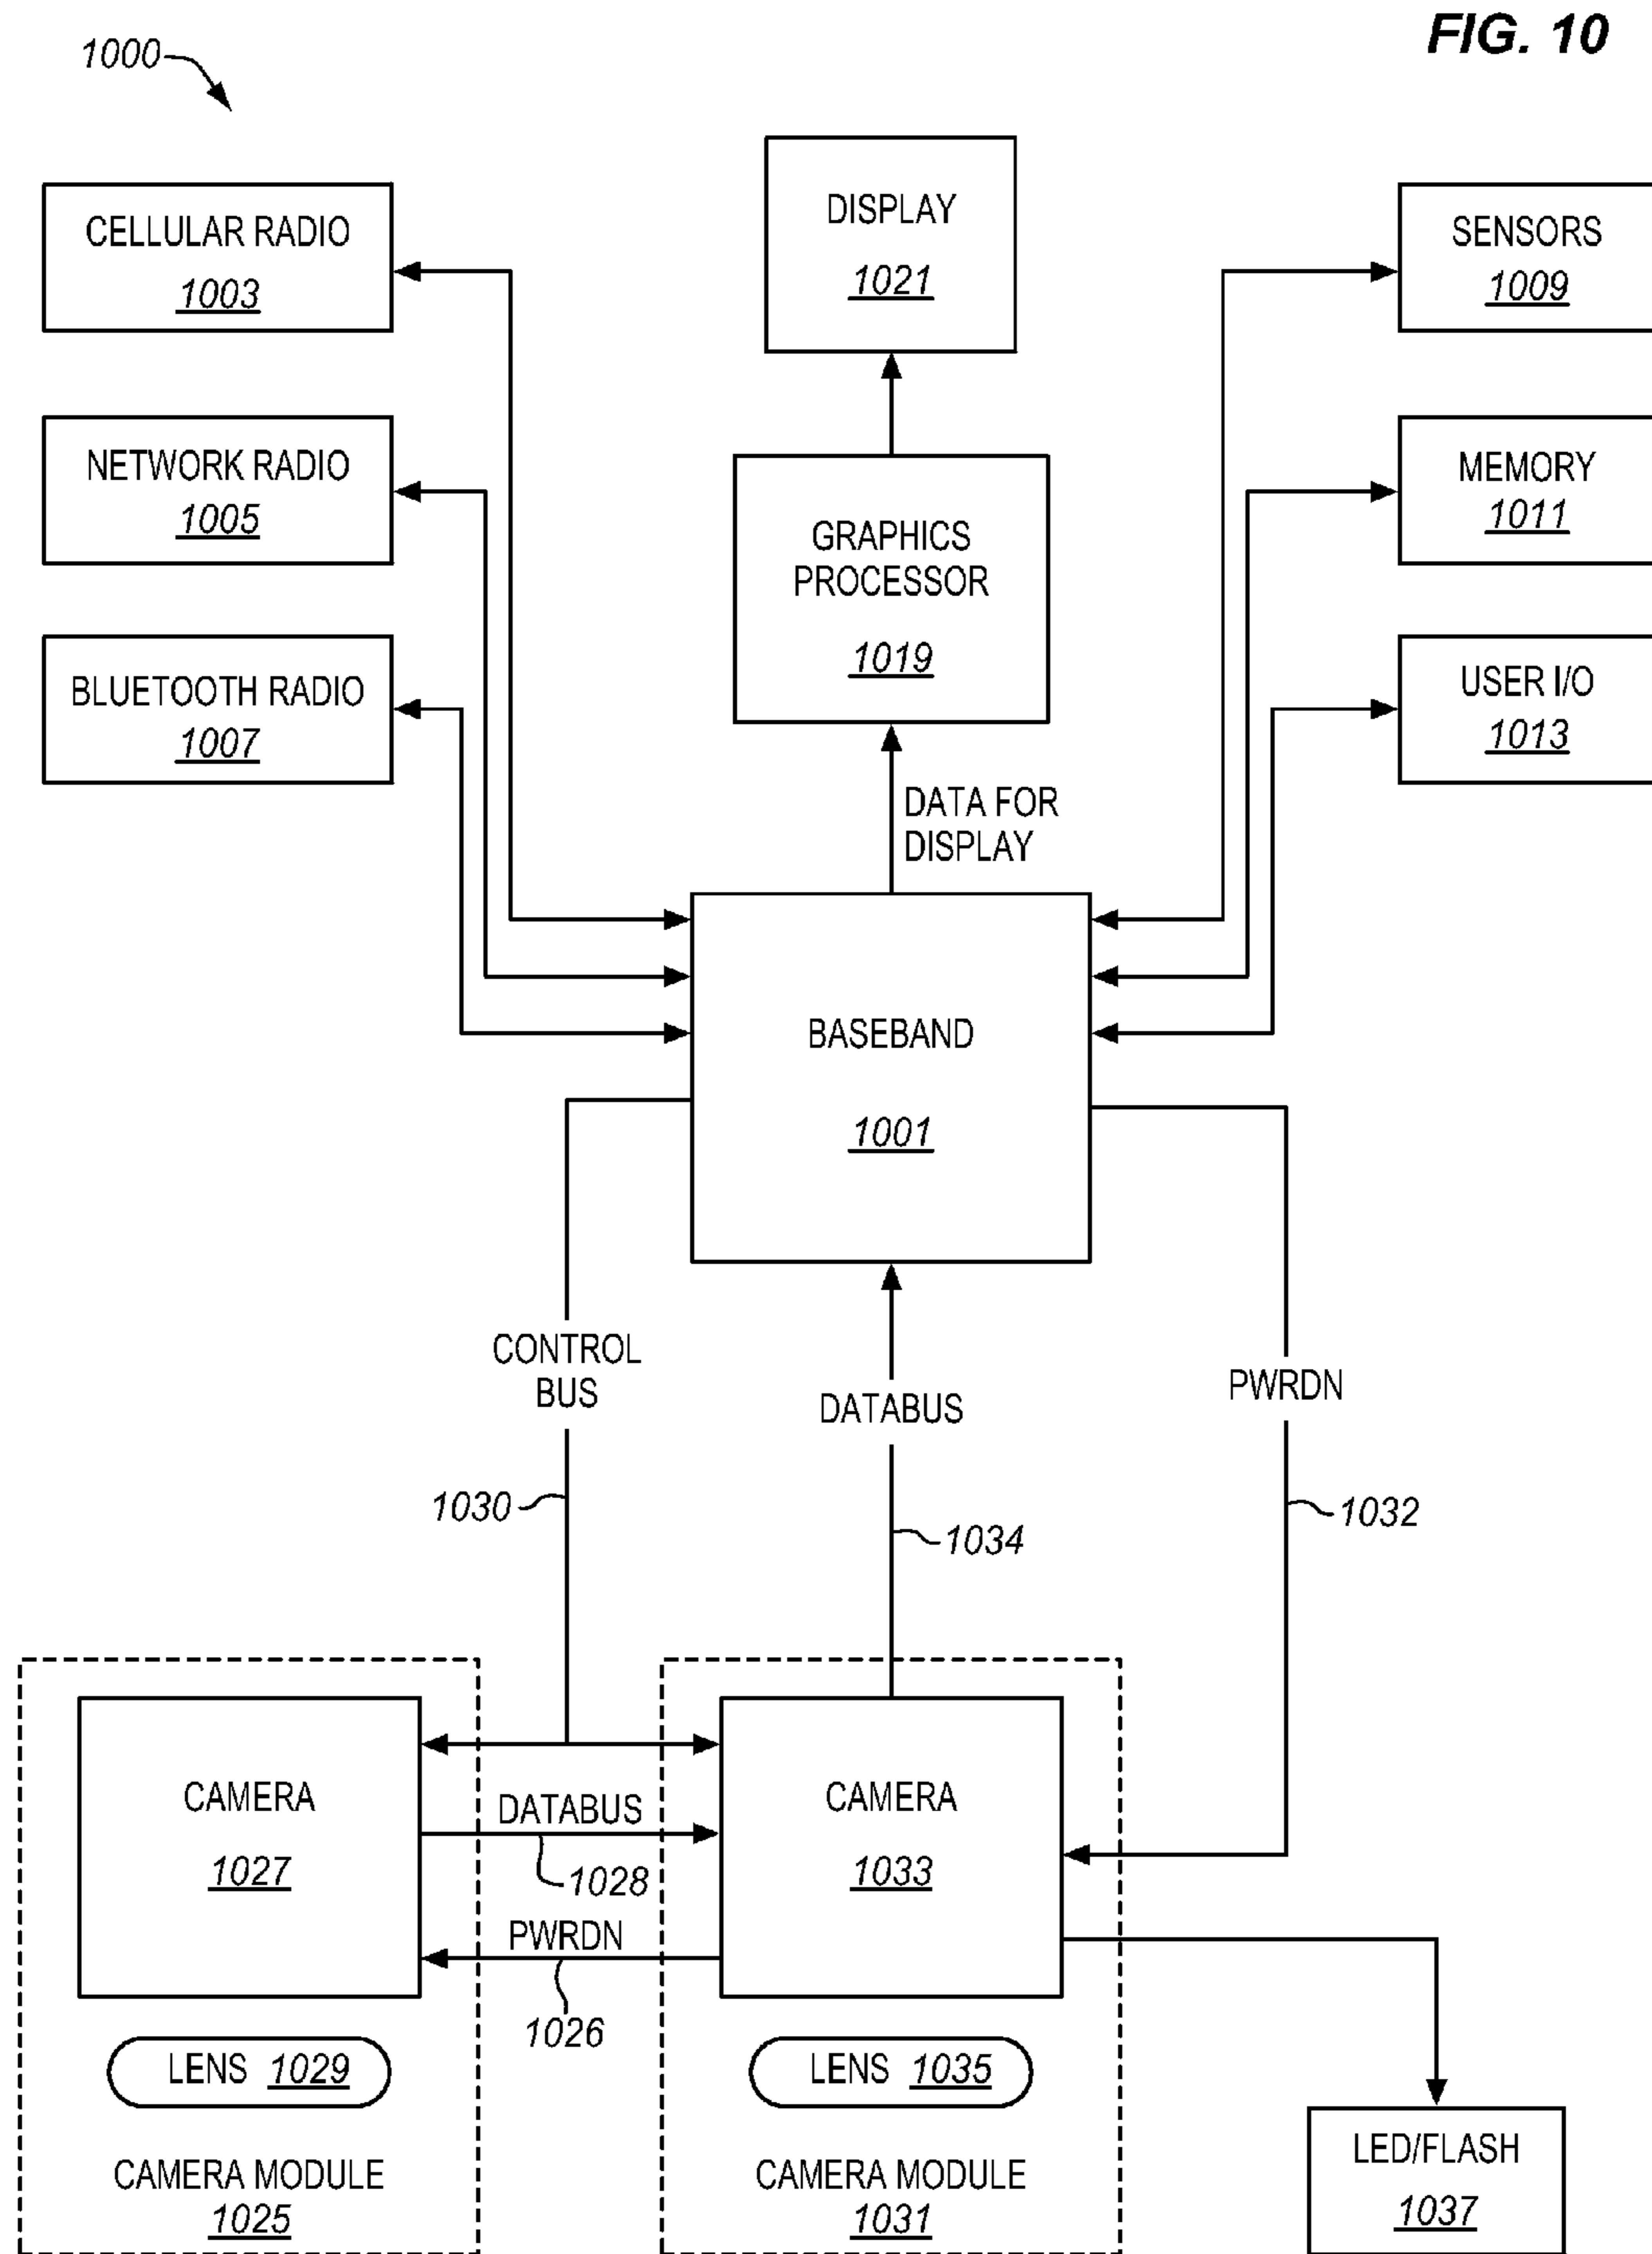 FIG. 10
1000
CELLULAR RADIO
1003
NETWORK RADIO
1005
BLUETOOTH RADIO
1007
DISPLAY
1021
GRAPHICS
PROCESSOR
1019
DATA FOR
DISPLAY
SENSORS
1009
MEMORY
1011
USER I/O
1013
BASEBAND
1001
CONTROL
BUS
1030
DATABUS
1034
PWRDN
1032
CAMERA
1027
DATABUS
1028
PWRDN
1026
LENS 1029
CAMERA MODULE
1025
CAMERA
1033
LENS 1035
CAMERA MODULE
1031
LED/FLASH
1037